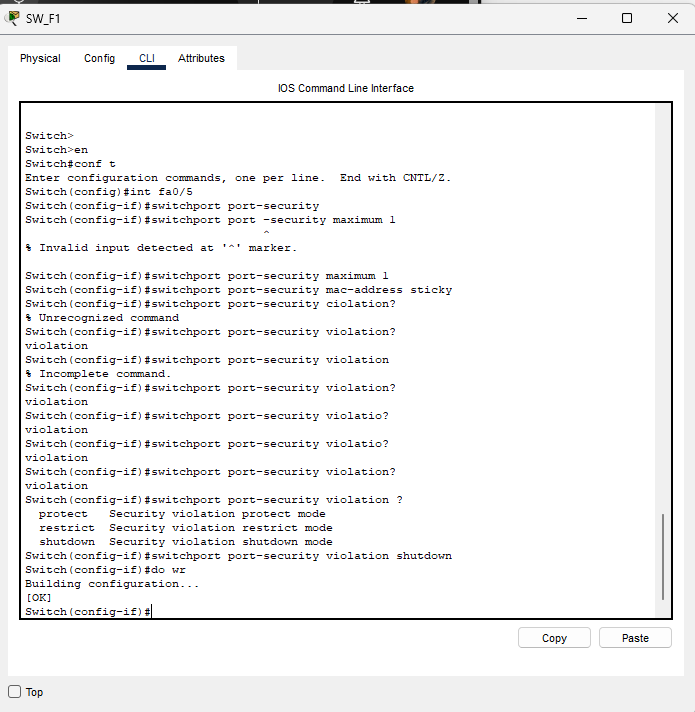 SW_F1
Physical Config CLI Attributes
IOS Command Line Interface
Switch>
Switch>en
Switch#conf t
Enter configuration commands, one per line.  End with CNTL/Z.
Switch(config)#int fa0/5
Switch(config-if)#switchport port-security
Switch(config-if)#switchport port -security maximum 1
^
% Invalid input detected at '^' marker.
Switch(config-if)#switchport port-security maximum 1
Switch(config-if)#switchport port-security mac-address sticky
Switch(config-if)#switchport port-security ciolation?
% Unrecognized command
Switch(config-if)#switchport port-security violation?
violation
Switch(config-if)#switchport port-security violation
% Incomplete command.
Switch(config-if)#switchport port-security violation?
violation
Switch(config-if)#switchport port-security violatio?
violation
Switch(config-if)#switchport port-security violatio?
violation
Switch(config-if)#switchport port-security violation?
violation
Switch(config-if)#switchport port-security violation ?
protect   Security violation protect mode
restrict  Security violation restrict mode
shutdown  Security violation shutdown mode
Switch(config-if)#switchport port-security violation shutdown
Switch(config-if)#do wr
Building configuration...
[OK]
Switch(config-if)#
Copy Paste
Top